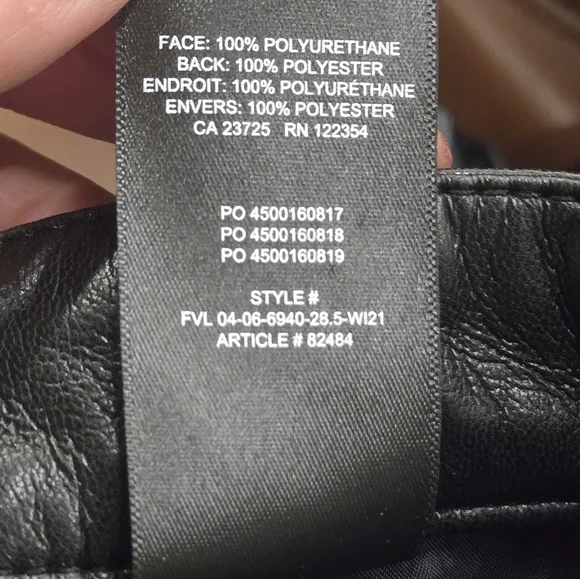 FACE: 100% POLYURETHANE
BACK: 100% POLYESTER
ENDROIT: 100% POLYURÉTHANE
ENVERS: 100% POLYESTER
CA 23725 RN 122354
PO 4500160817
PO 4500160818
PO 4500160819
STYLE #
FVL 04-06-6940-28.5-WI21
ARTICLE # 82484